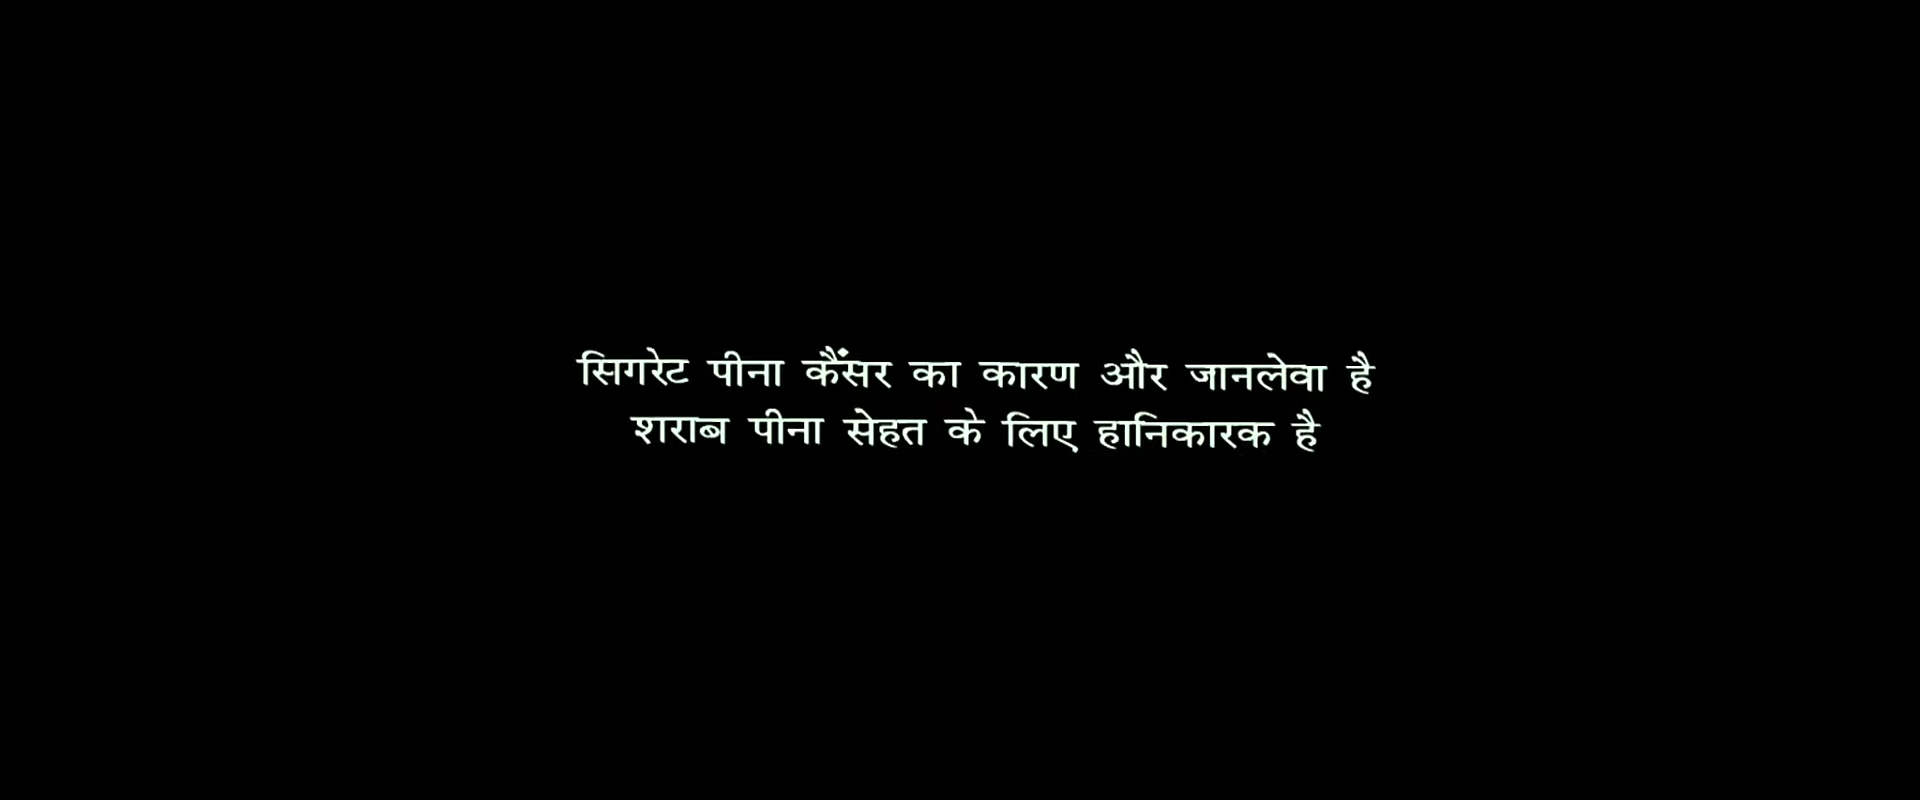 सिगरेट पीना कैंसर का कारण और जानलेवा है
शराब पीना सेहत के लिए हानिकारक है